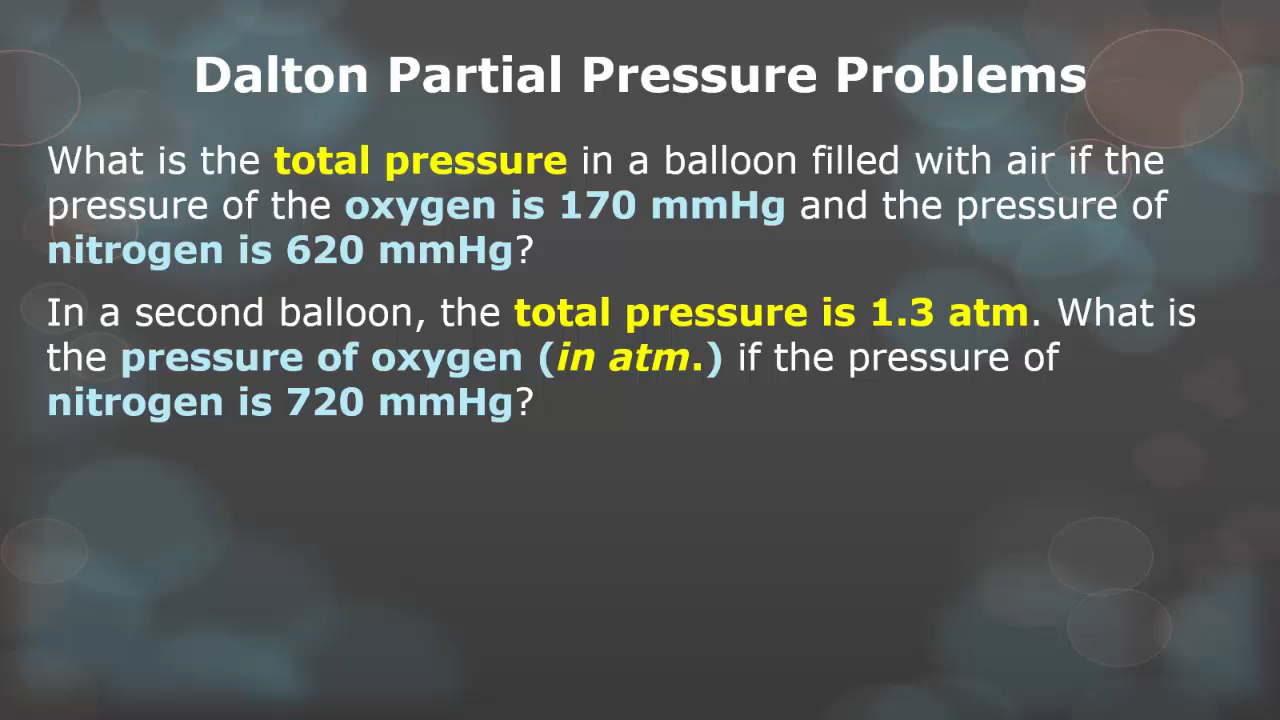 Dalton Partial Pressure Problems
What is the total pressure in a balloon filled with air if the
pressure of the oxygen is 170 mmHg and the pressure of
nitrogen is 620 mmHg?
In a second balloon, the total pressure is 1.3 atm. What is
the pressure of oxygen (in atm.) if the pressure of
nitrogen is 720 mmHg?